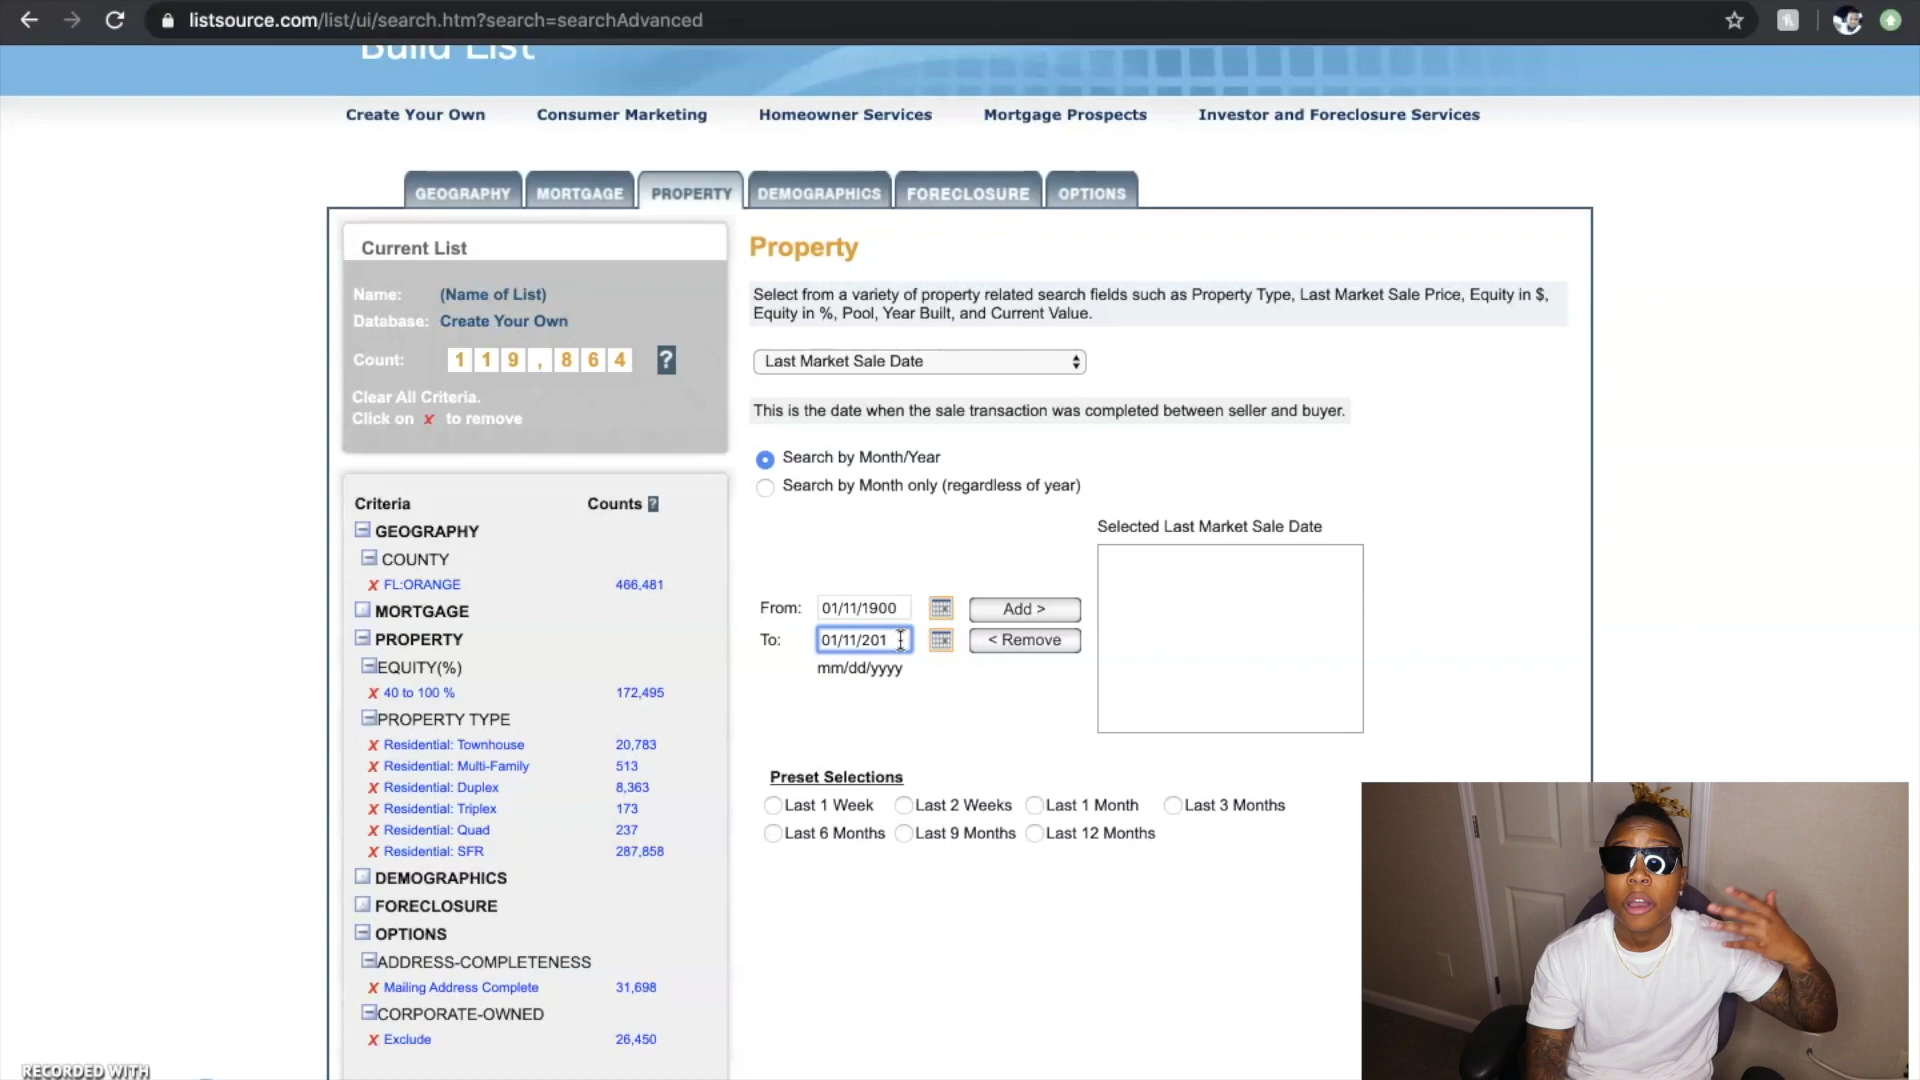 listsource.com/list/ui/search.htm?search=searchAdvanced
Build List
Create Your Own Consumer Marketing Homeowner Services Mortgage Prospects Investor and Foreclosure Services
GEOGRAPHY MORTGAGE PROPERTY DEMOGRAPHICS FORECLOSURE OPTIONS
Current List
Name: (Name of List)
Database: Create Your Own
Count: 119,864 ?
Clear All Criteria.
Click on x to remove
Criteria Counts ?
GEOGRAPHY
COUNTY
X FL:ORANGE 466,481
MORTGAGE
PROPERTY
EQUITY(%)
X 40 to 100 % 172,495
PROPERTY TYPE
X Residential: Townhouse 20,783
X Residential: Multi-Family 513
X Residential: Duplex 8,363
X Residential: Triplex 173
X Residential: Quad 237
X Residential: SFR 287,858
DEMOGRAPHICS
FORECLOSURE
OPTIONS
ADDRESS-COMPLETENESS
X Mailing Address Complete 31,698
CORPORATE-OWNED
X Exclude 26,450
Property
Select from a variety of property related search fields such as Property Type, Last Market Sale Price, Equity in $,
Equity in %, Pool, Year Built, and Current Value.
Last Market Sale Date
This is the date when the sale transaction was completed between seller and buyer.
Search by Month/Year
Search by Month only (regardless of year)
Selected Last Market Sale Date
From: 01/11/1900 Add >
To: 01/11/201 < Remove
mm/dd/yyyy
Preset Selections
Last 1 Week Last 2 Weeks Last 1 Month Last 3 Months
Last 6 Months Last 9 Months Last 12 Months
RECORDED WITH